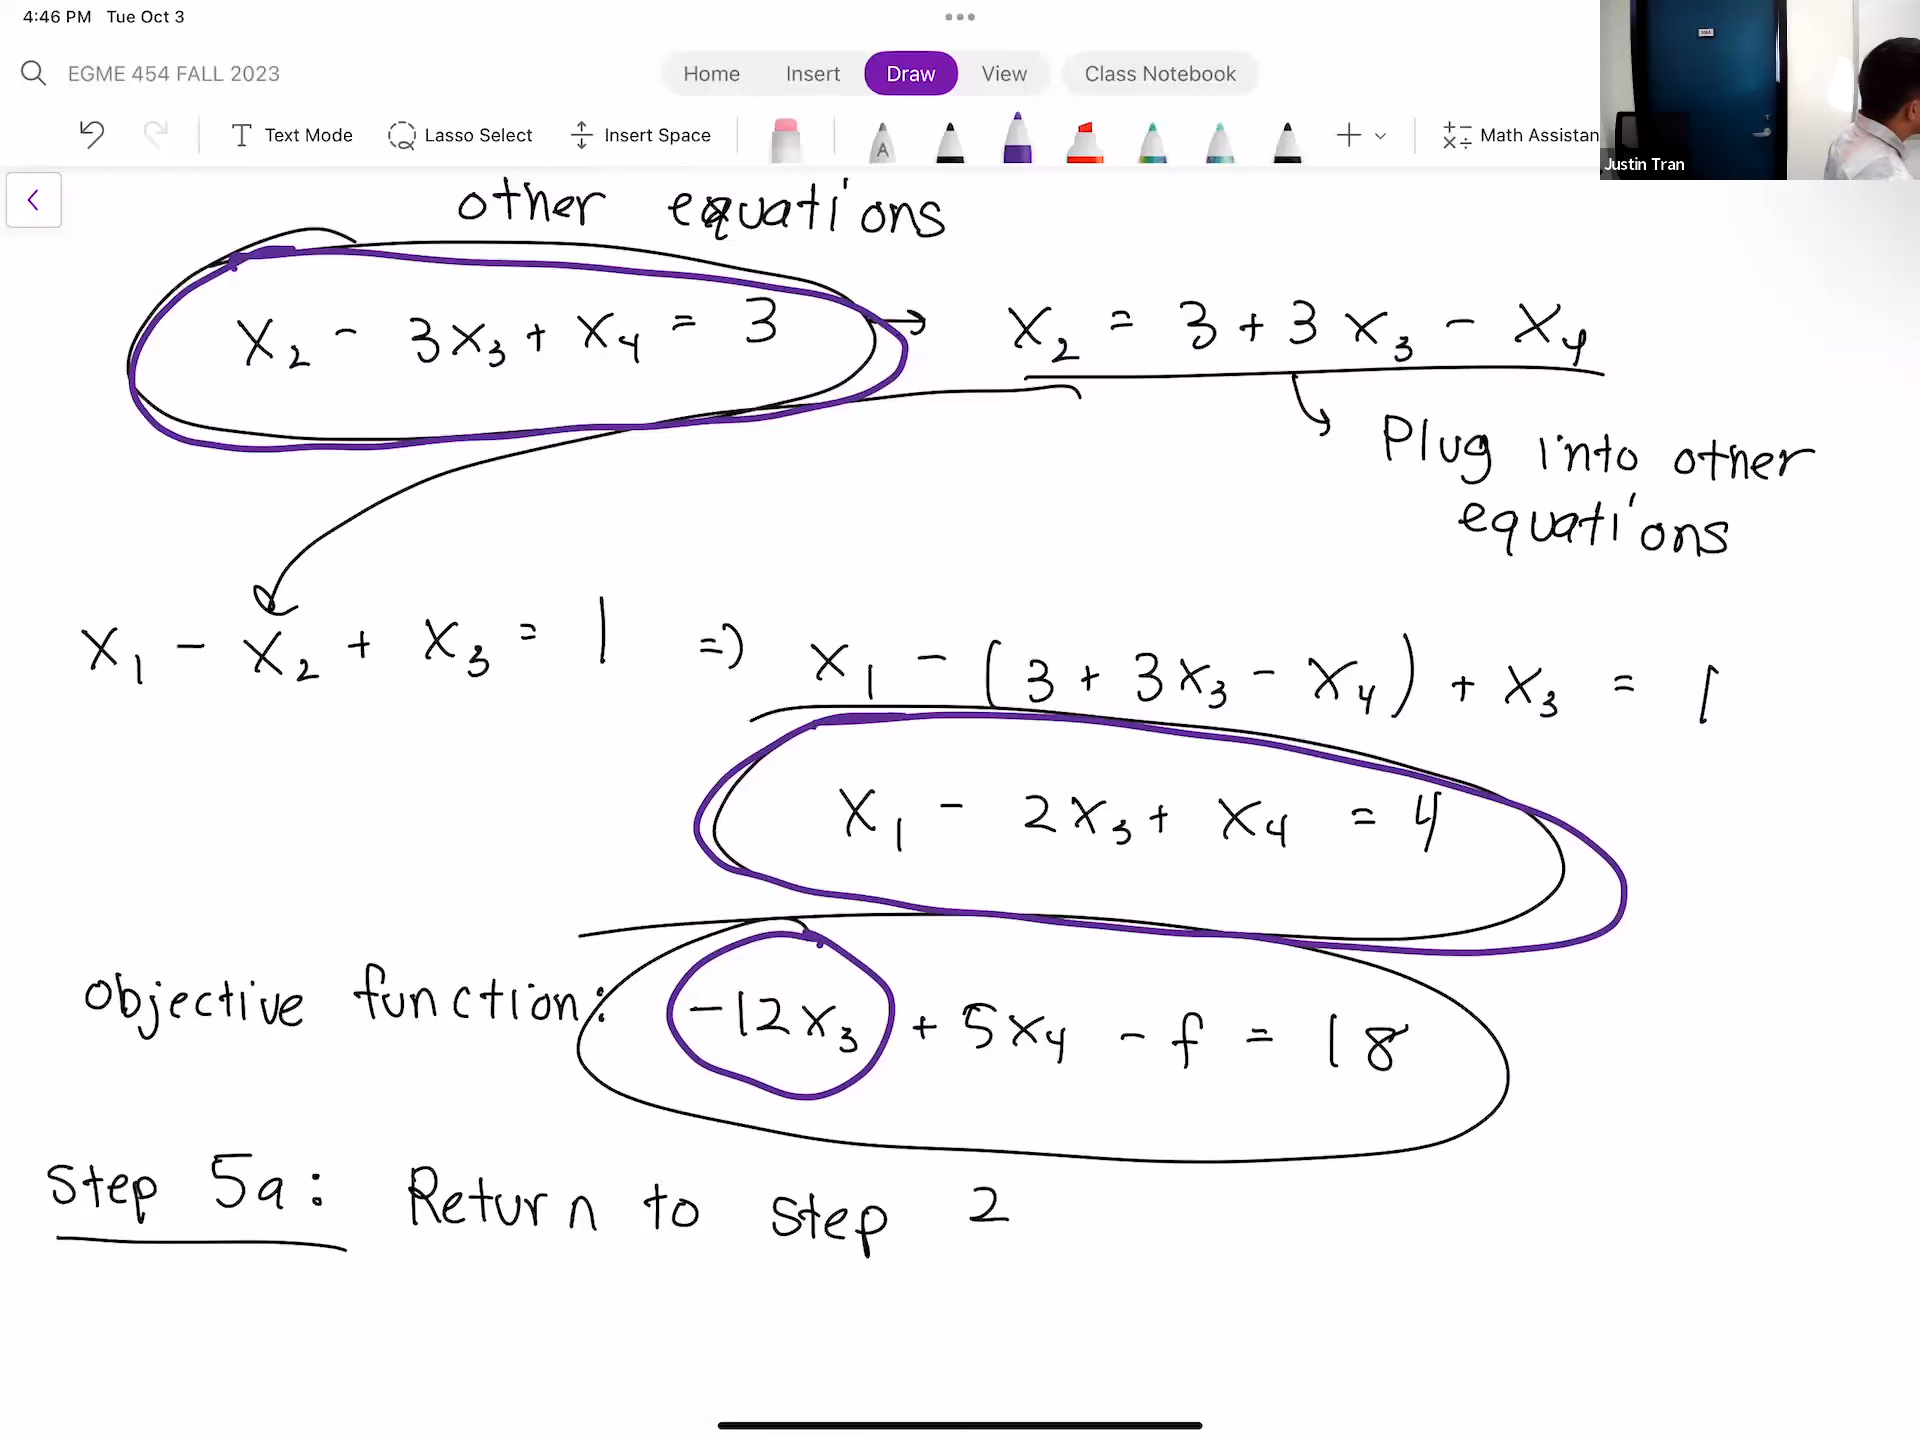 4:46 PM Tue Oct 3
EGME 454 FALL 2023
Home Insert Draw View Class Notebook
Text Mode Lasso Select Insert Space A Math Assistan
Justin Tran
other equations
x₂ - 3x₃ + x₄ = 3 → x₂ = 3 + 3x₃ - x₄
Plug into other
equations
x₁ - x₂ + x₃ = 1 => x₁ - (3 + 3x₃ - x₄) + x₃ = 1
x₁ - 2x₃ + x₄ = 4
Objective function: -12x₃ + 5x₄ - f = 18
Step 5a: Return to step 2